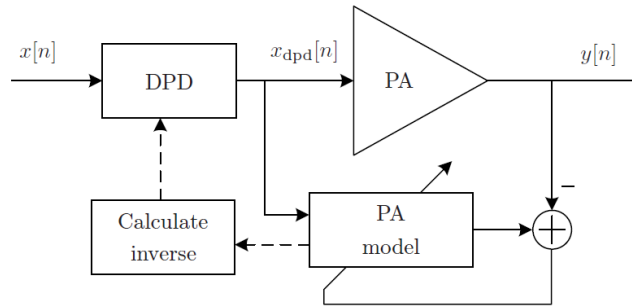 x[n]
x_dpd[n]
y[n]
DPD
PA
−
Calculate
inverse
PA
model
+